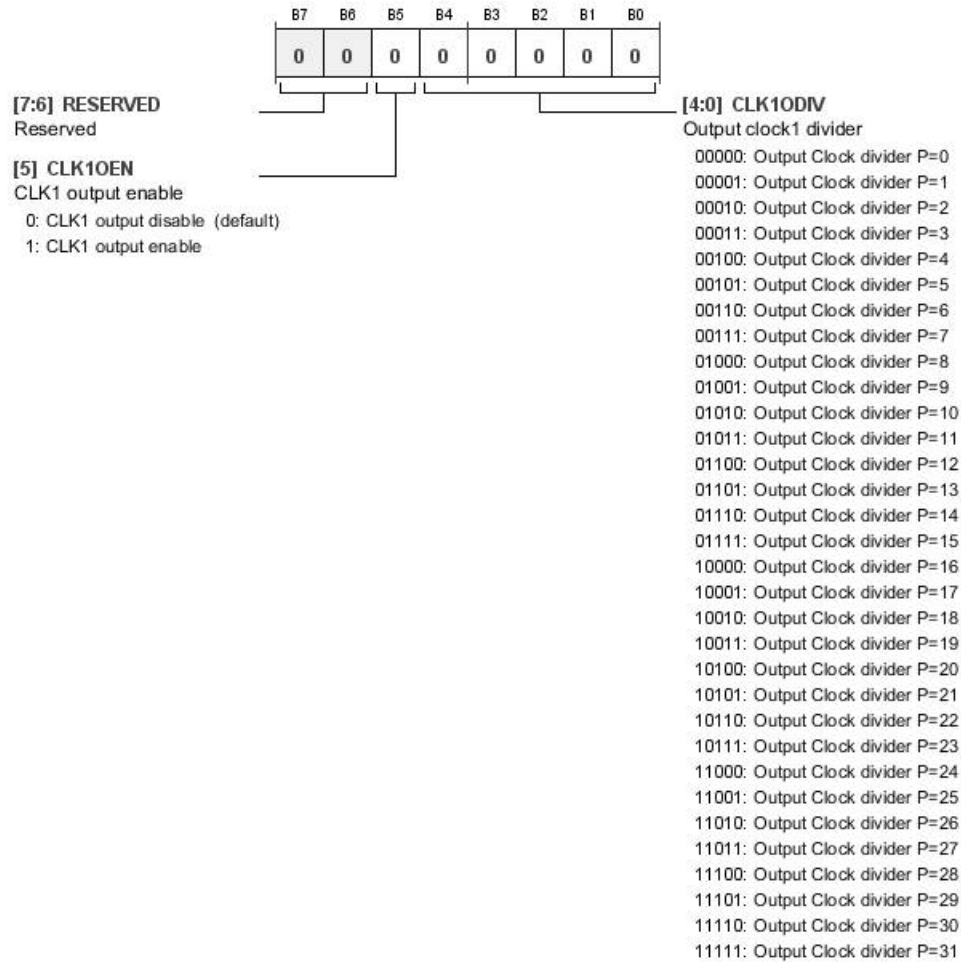 B7 B6 B5 B4 B3 B2 B1 B0
0 0 0 0 0 0 0 0
[7:6] RESERVED
Reserved
[5] CLK1OEN
CLK1 output enable
0: CLK1 output disable (default)
1: CLK1 output enable
[4:0] CLK1ODIV
Output clock1 divider
00000: Output Clock divider P=0
00001: Output Clock divider P=1
00010: Output Clock divider P=2
00011: Output Clock divider P=3
00100: Output Clock divider P=4
00101: Output Clock divider P=5
00110: Output Clock divider P=6
00111: Output Clock divider P=7
01000: Output Clock divider P=8
01001: Output Clock divider P=9
01010: Output Clock divider P=10
01011: Output Clock divider P=11
01100: Output Clock divider P=12
01101: Output Clock divider P=13
01110: Output Clock divider P=14
01111: Output Clock divider P=15
10000: Output Clock divider P=16
10001: Output Clock divider P=17
10010: Output Clock divider P=18
10011: Output Clock divider P=19
10100: Output Clock divider P=20
10101: Output Clock divider P=21
10110: Output Clock divider P=22
10111: Output Clock divider P=23
11000: Output Clock divider P=24
11001: Output Clock divider P=25
11010: Output Clock divider P=26
11011: Output Clock divider P=27
11100: Output Clock divider P=28
11101: Output Clock divider P=29
11110: Output Clock divider P=30
11111: Output Clock divider P=31